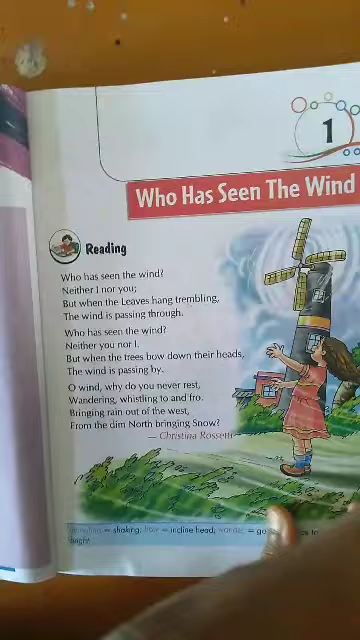 1
Who Has Seen The Wind
Reading
Who has seen the wind?
Neither I nor you;
But when the Leaves hang trembling,
The wind is passing through.
Who has seen the wind?
Neither you nor I.
But when the trees bow down their heads,
The wind is passing by.
O wind, why do you never rest,
Wandering, whistling to and fro.
Bringing rain out of the west,
From the dim North bringing Snow?
— Christina Rossetti
= shaking; bow = incline head; wander = go